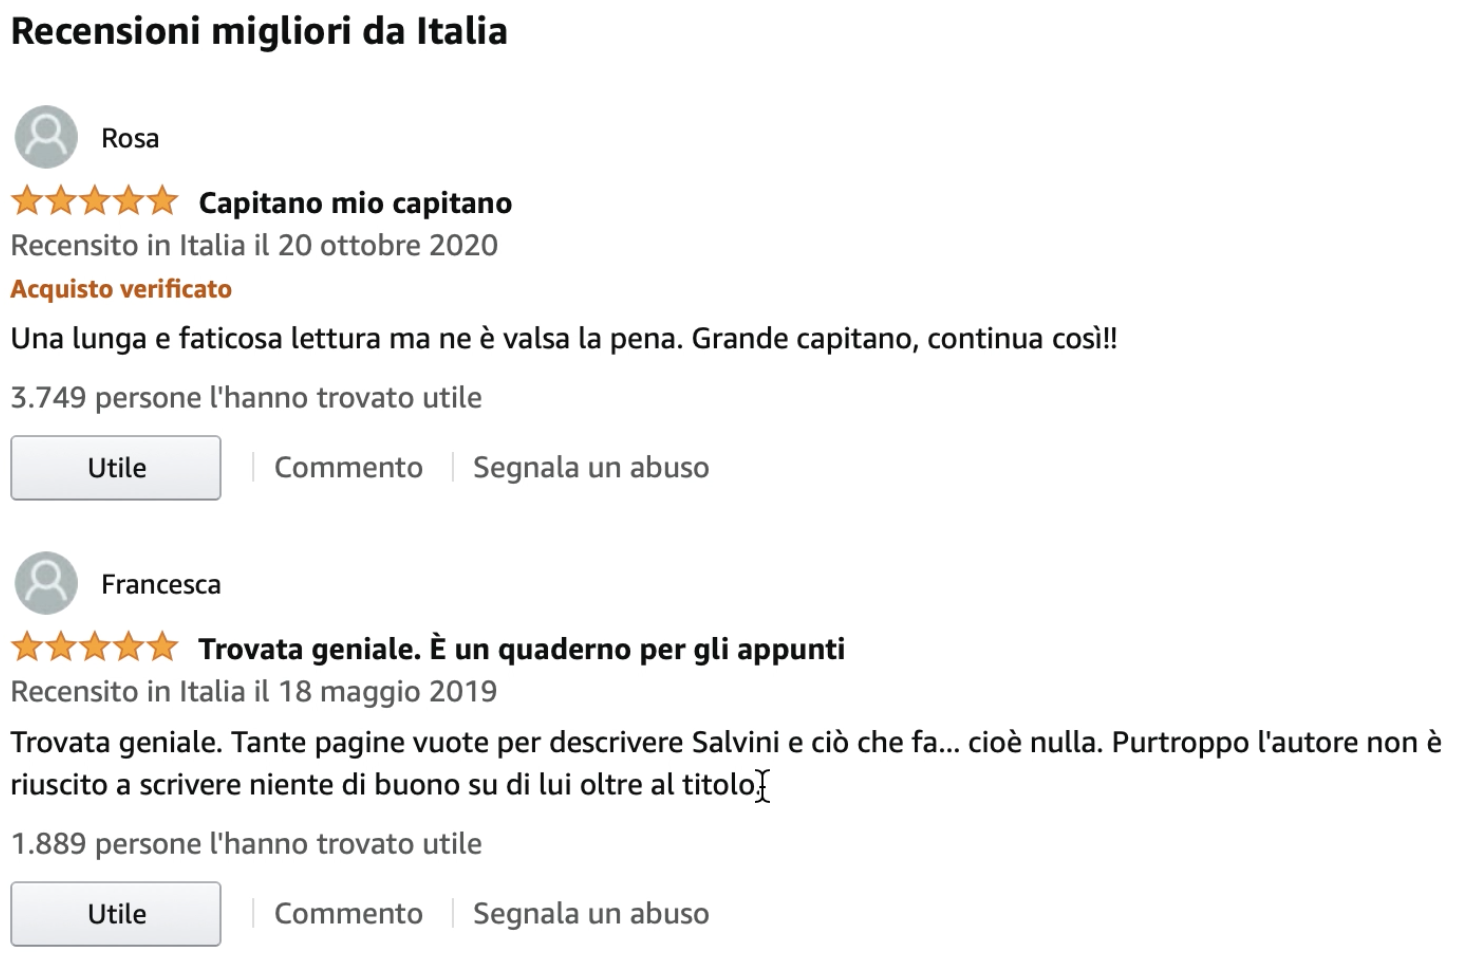 Recensioni migliori da Italia
Rosa
Capitano mio capitano
Recensito in Italia il 20 ottobre 2020
Acquisto verificato
Una lunga e faticosa lettura ma ne è valsa la pena. Grande capitano, continua così!!
3.749 persone l'hanno trovato utile
Utile
Commento
Segnala un abuso
Francesca
Trovata geniale. È un quaderno per gli appunti
Recensito in Italia il 18 maggio 2019
Trovata geniale. Tante pagine vuote per descrivere Salvini e ciò che fa... cioè nulla. Purtroppo l'autore non è
riuscito a scrivere niente di buono su di lui oltre al titolo.
1.889 persone l'hanno trovato utile
Utile
Commento
Segnala un abuso